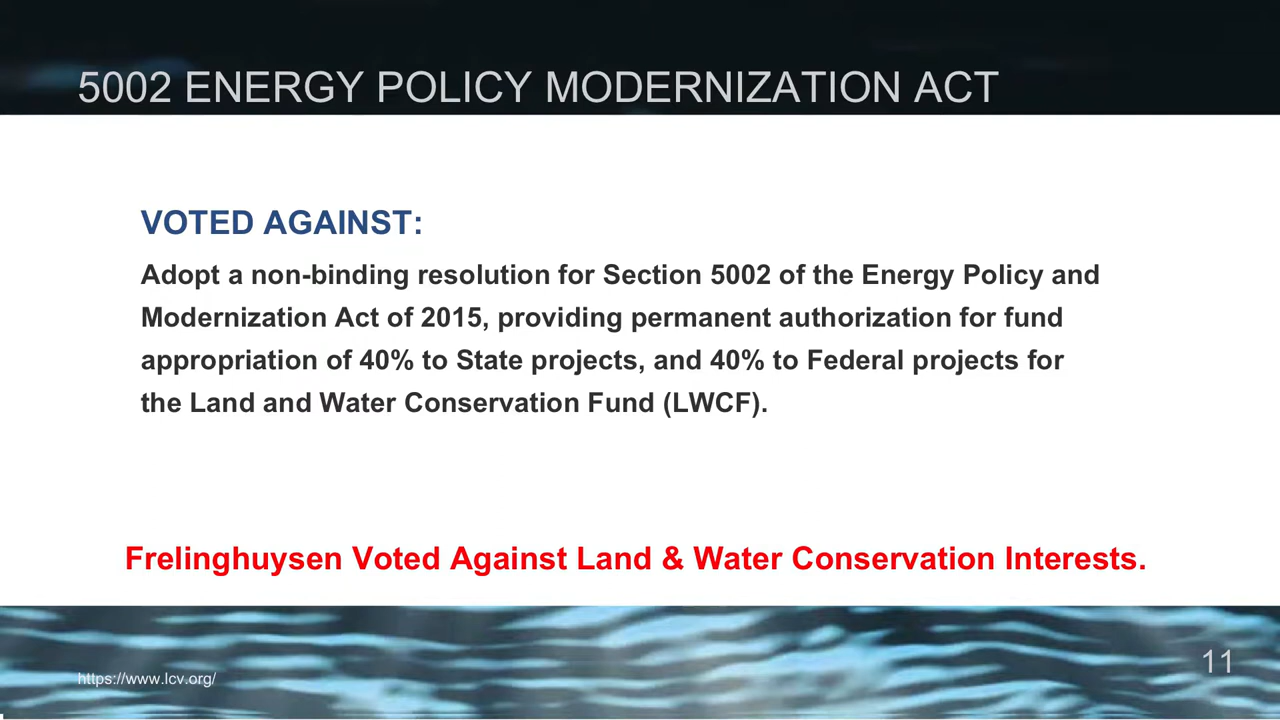 5002 ENERGY POLICY MODERNIZATION ACT
VOTED AGAINST:
Adopt a non-binding resolution for Section 5002 of the Energy Policy and
Modernization Act of 2015, providing permanent authorization for fund
appropriation of 40% to State projects, and 40% to Federal projects for
the Land and Water Conservation Fund (LWCF).
Frelinghuysen Voted Against Land & Water Conservation Interests.
11
https://www.lcv.org/